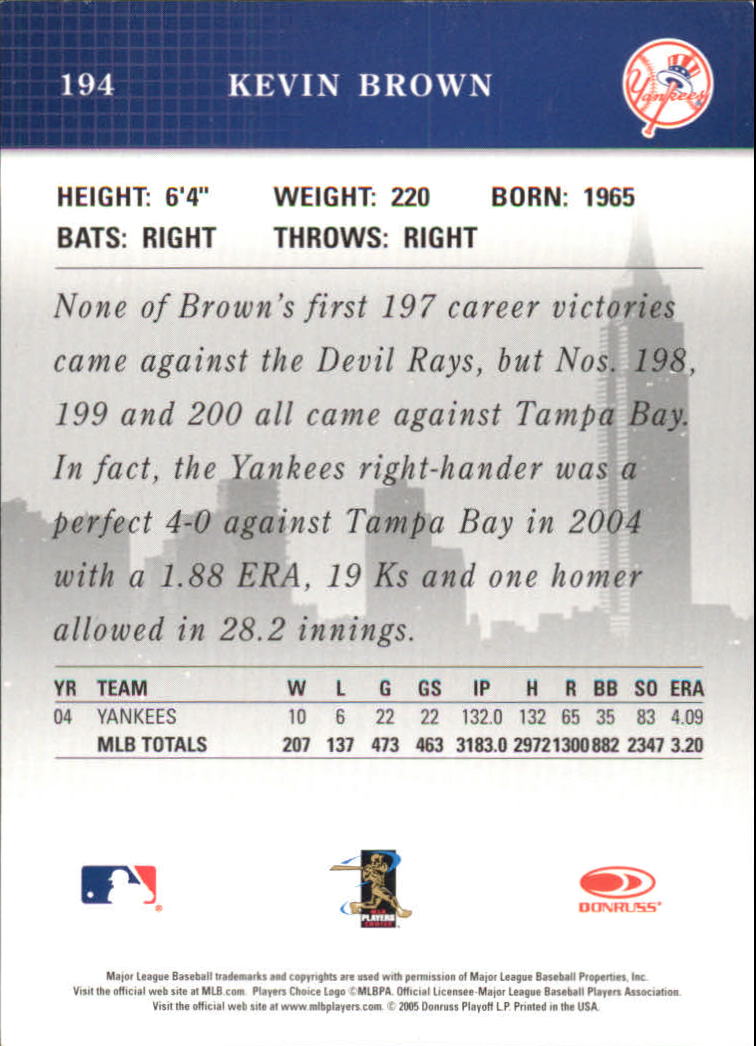 194 KEVIN BROWN
Yankees
HEIGHT: 6'4" WEIGHT: 220 BORN: 1965
BATS: RIGHT THROWS: RIGHT
None of Brown's first 197 career victories
came against the Devil Rays, but Nos. 198,
199 and 200 all came against Tampa Bay.
In fact, the Yankees right-hander was a
perfect 4-0 against Tampa Bay in 2004
with a 1.88 ERA, 19 Ks and one homer
allowed in 28.2 innings.
YR TEAM W L G GS IP H R BB SO ERA
04 YANKEES 10 6 22 22 132.0 132 65 35 83 4.09
MLB TOTALS 207 137 473 463 3183.0 2972 1300 882 2347 3.20
MLB
PLAYERS
CHOICE
DONRUSS
Major League Baseball trademarks and copyrights are used with permission of Major League Baseball Properties, Inc.
Visit the official web site at MLB.com. Players Choice Logo ©MLBPA. Official Licensee-Major League Baseball Players Association.
Visit the official web site at www.mlbplayers.com. © 2005 Donruss Playoff L.P. Printed in the USA.